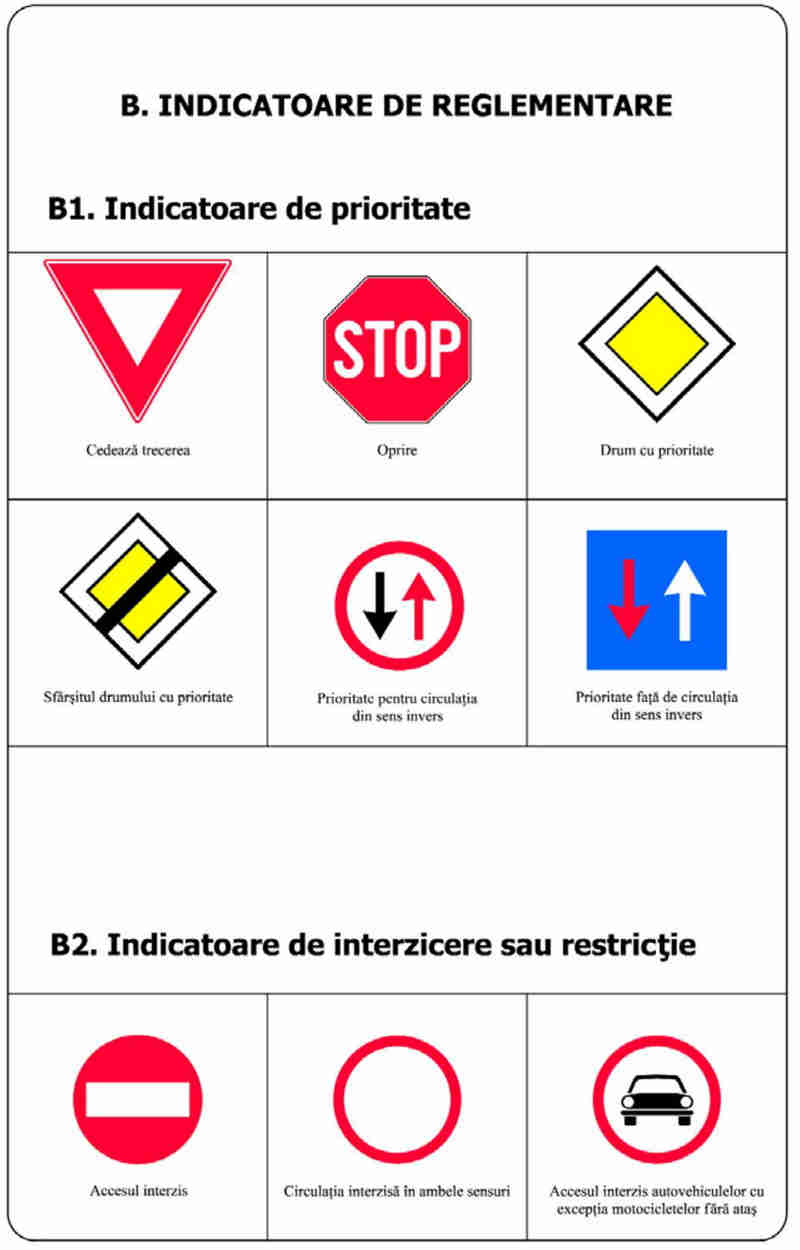 B. INDICATOARE DE REGLEMENTARE
B1. Indicatoare de prioritate
STOP
Cedează trecerea
Oprire
Drum cu prioritate
Sfârşitul drumului cu prioritate
Prioritate pentru circulaţia
din sens invers
Prioritate faţă de circulaţia
din sens invers
B2. Indicatoare de interzicere sau restricţie
Accesul interzis
Circulaţia interzisă în ambele sensuri
Accesul interzis autovehiculelor cu
excepţia motocicletelor fără ataş